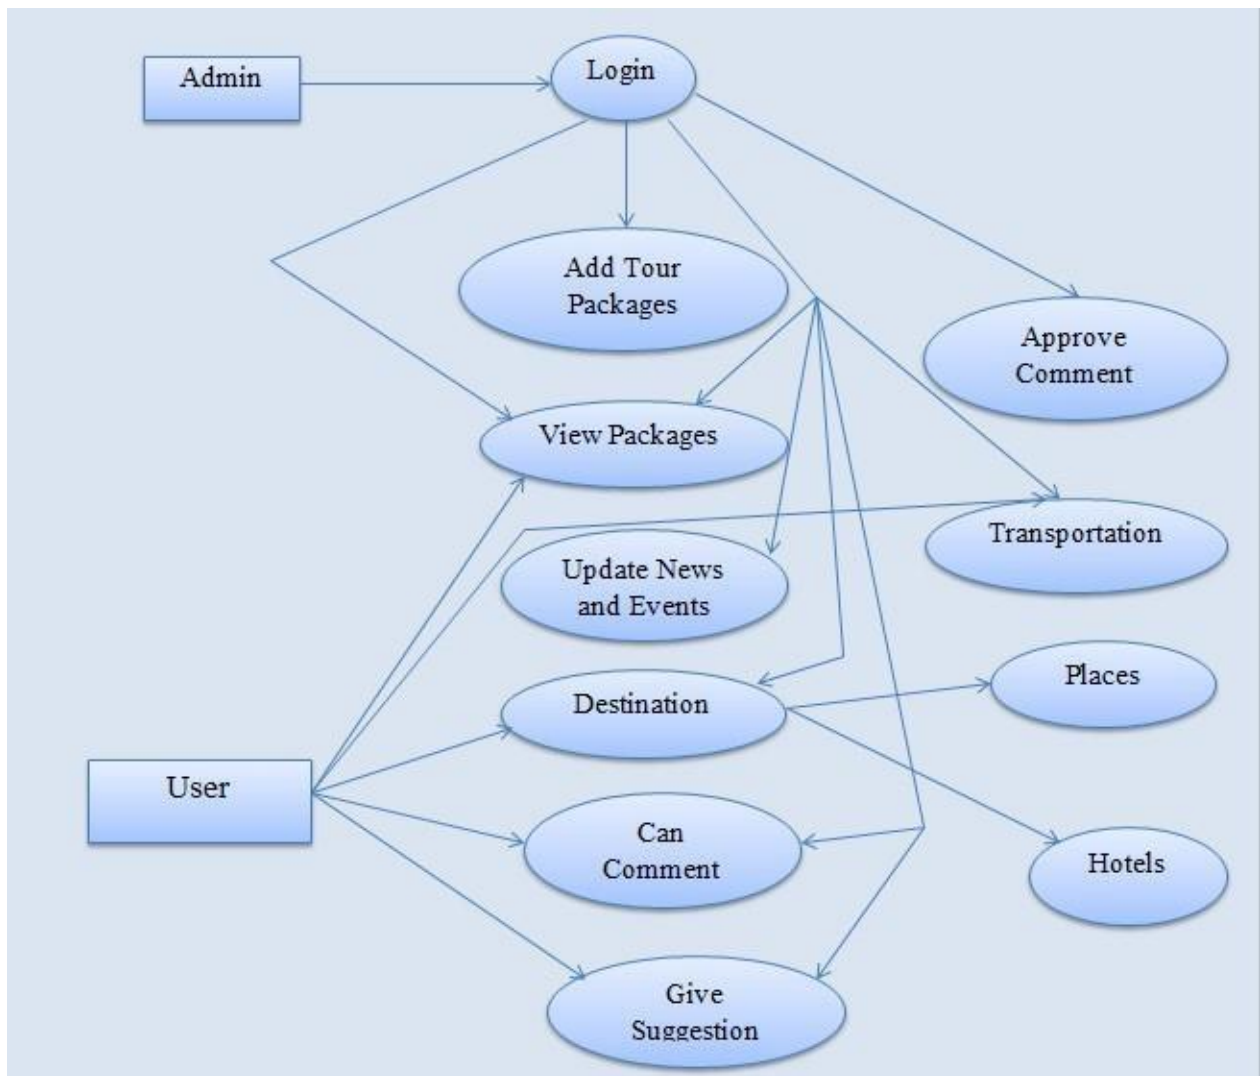 Admin
Login
Add Tour
Packages
Approve
Comment
View Packages
Transportation
Update News
and Events
Places
Destination
User
Can
Comment
Hotels
Give
Suggestion